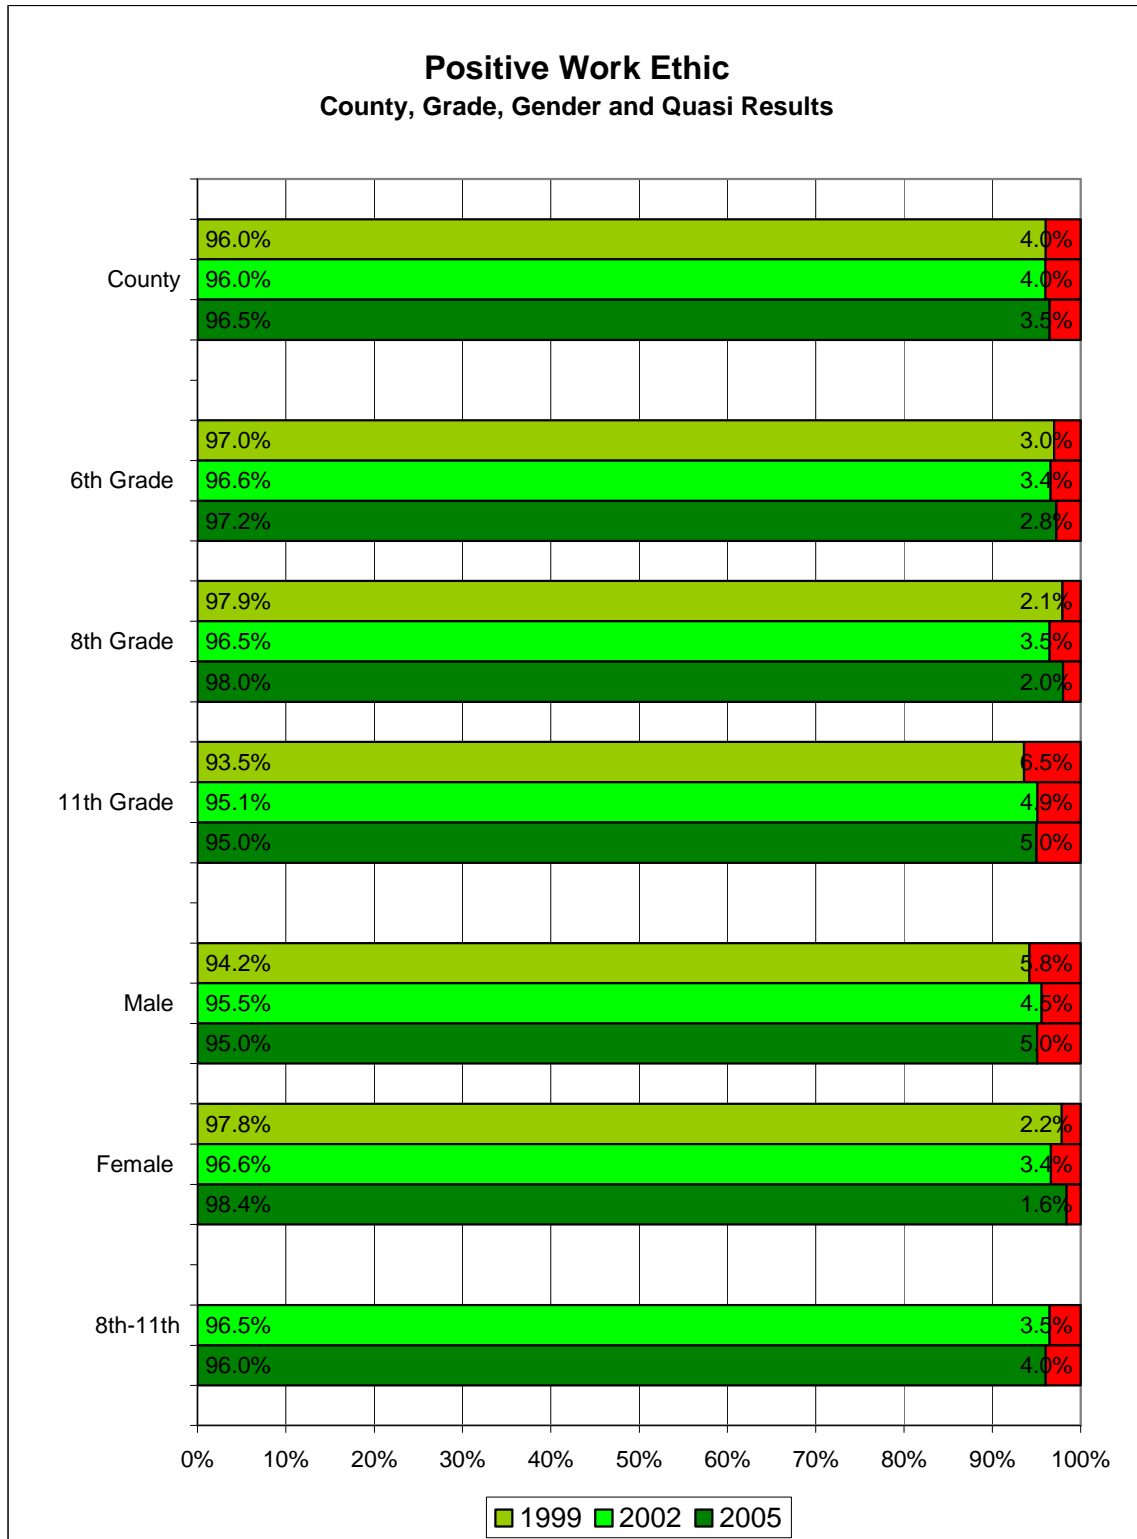 Positive Work Ethic
County, Grade, Gender and Quasi Results
96.0% 4.0%
County 96.0% 4.0%
96.5% 3.5%
97.0% 3.0%
6th Grade 96.6% 3.4%
97.2% 2.8%
97.9% 2.1%
8th Grade 96.5% 3.5%
98.0% 2.0%
93.5% 6.5%
11th Grade 95.1% 4.9%
95.0% 5.0%
94.2% 5.8%
Male 95.5% 4.5%
95.0% 5.0%
97.8% 2.2%
Female 96.6% 3.4%
98.4% 1.6%
8th-11th 96.5% 3.5%
96.0% 4.0%
0% 10% 20% 30% 40% 50% 60% 70% 80% 90% 100%
1999 2002 2005